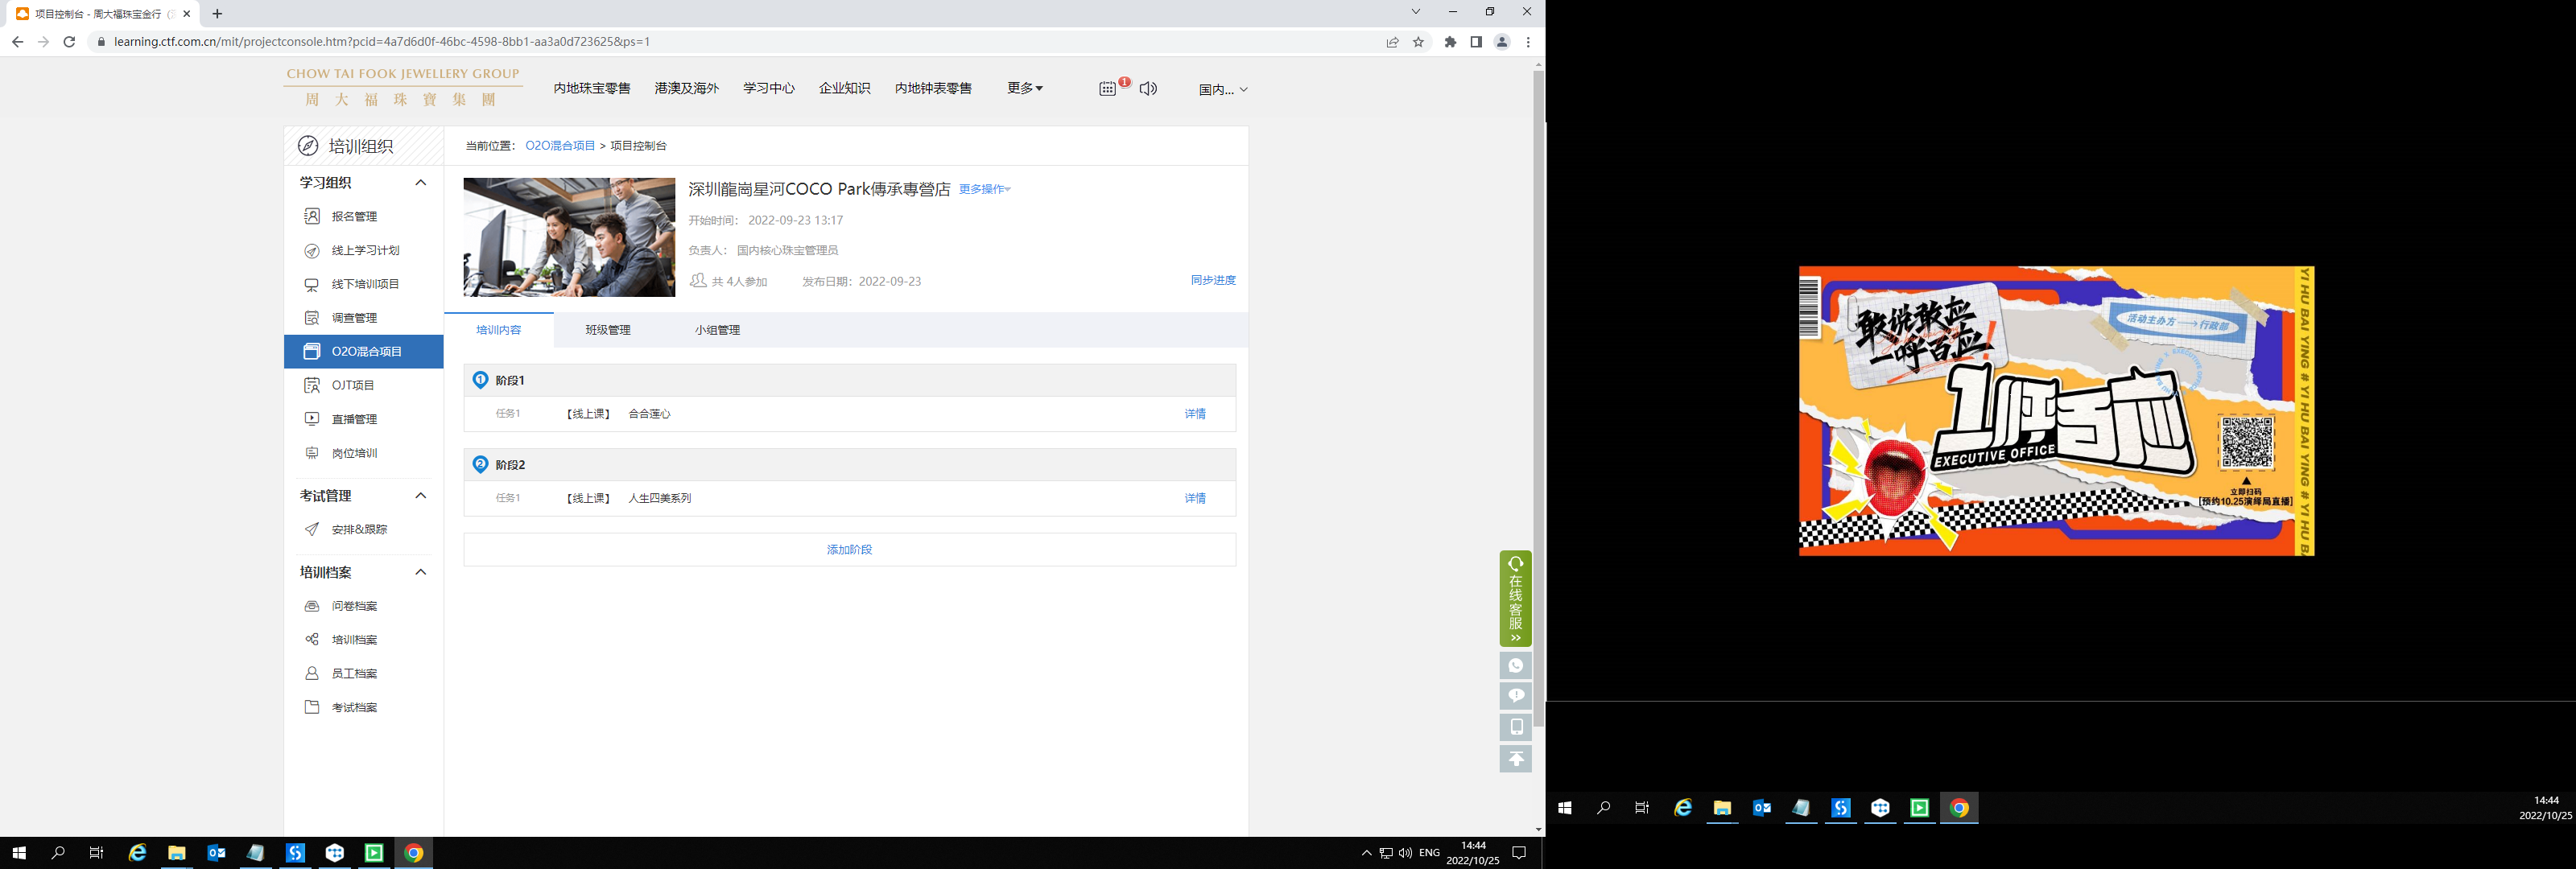 项目控制台 - 周大福珠宝金行
learning.ctf.com.cn/mit/projectconsole.htm?pcid=4a7d6d0f-46bc-4598-8bb1-aa3a0d723625&ps=1
CHOW TAI FOOK JEWELLERY GROUP
周大福珠寶集團
内地珠宝零售 港澳及海外 学习中心 企业知识 内地钟表零售 更多 1 国内...
培训组织
学习组织
报名管理
线上学习计划
线下培训项目
调查管理
O2O混合项目
OJT项目
直播管理
岗位培训
考试管理
安排&跟踪
培训档案
问卷档案
培训档案
员工档案
考试档案
当前位置： O2O混合项目 > 项目控制台
深圳龍崗星河COCO Park傳承專營店 更多操作
开始时间： 2022-09-23 13:17
负责人： 国内核心珠宝管理员
共 4人参加 发布日期：2022-09-23 同步进度
培训内容 班级管理 小组管理
1 阶段1
任务1 【线上课】 合合莲心 详情
2 阶段2
任务1 【线上课】 人生四美系列 详情
添加阶段
在线客服
ENG
14:44
2022/10/25
敢说敢应
一呼百应!
活动主办方 行政部
1呼百应
EXECUTIVE OFFICE
立即扫码
[预约10.25演绎局直播]
YI HU BAI YING # YI HU BAI YING # YI HU BA
14:44
2022/10/25